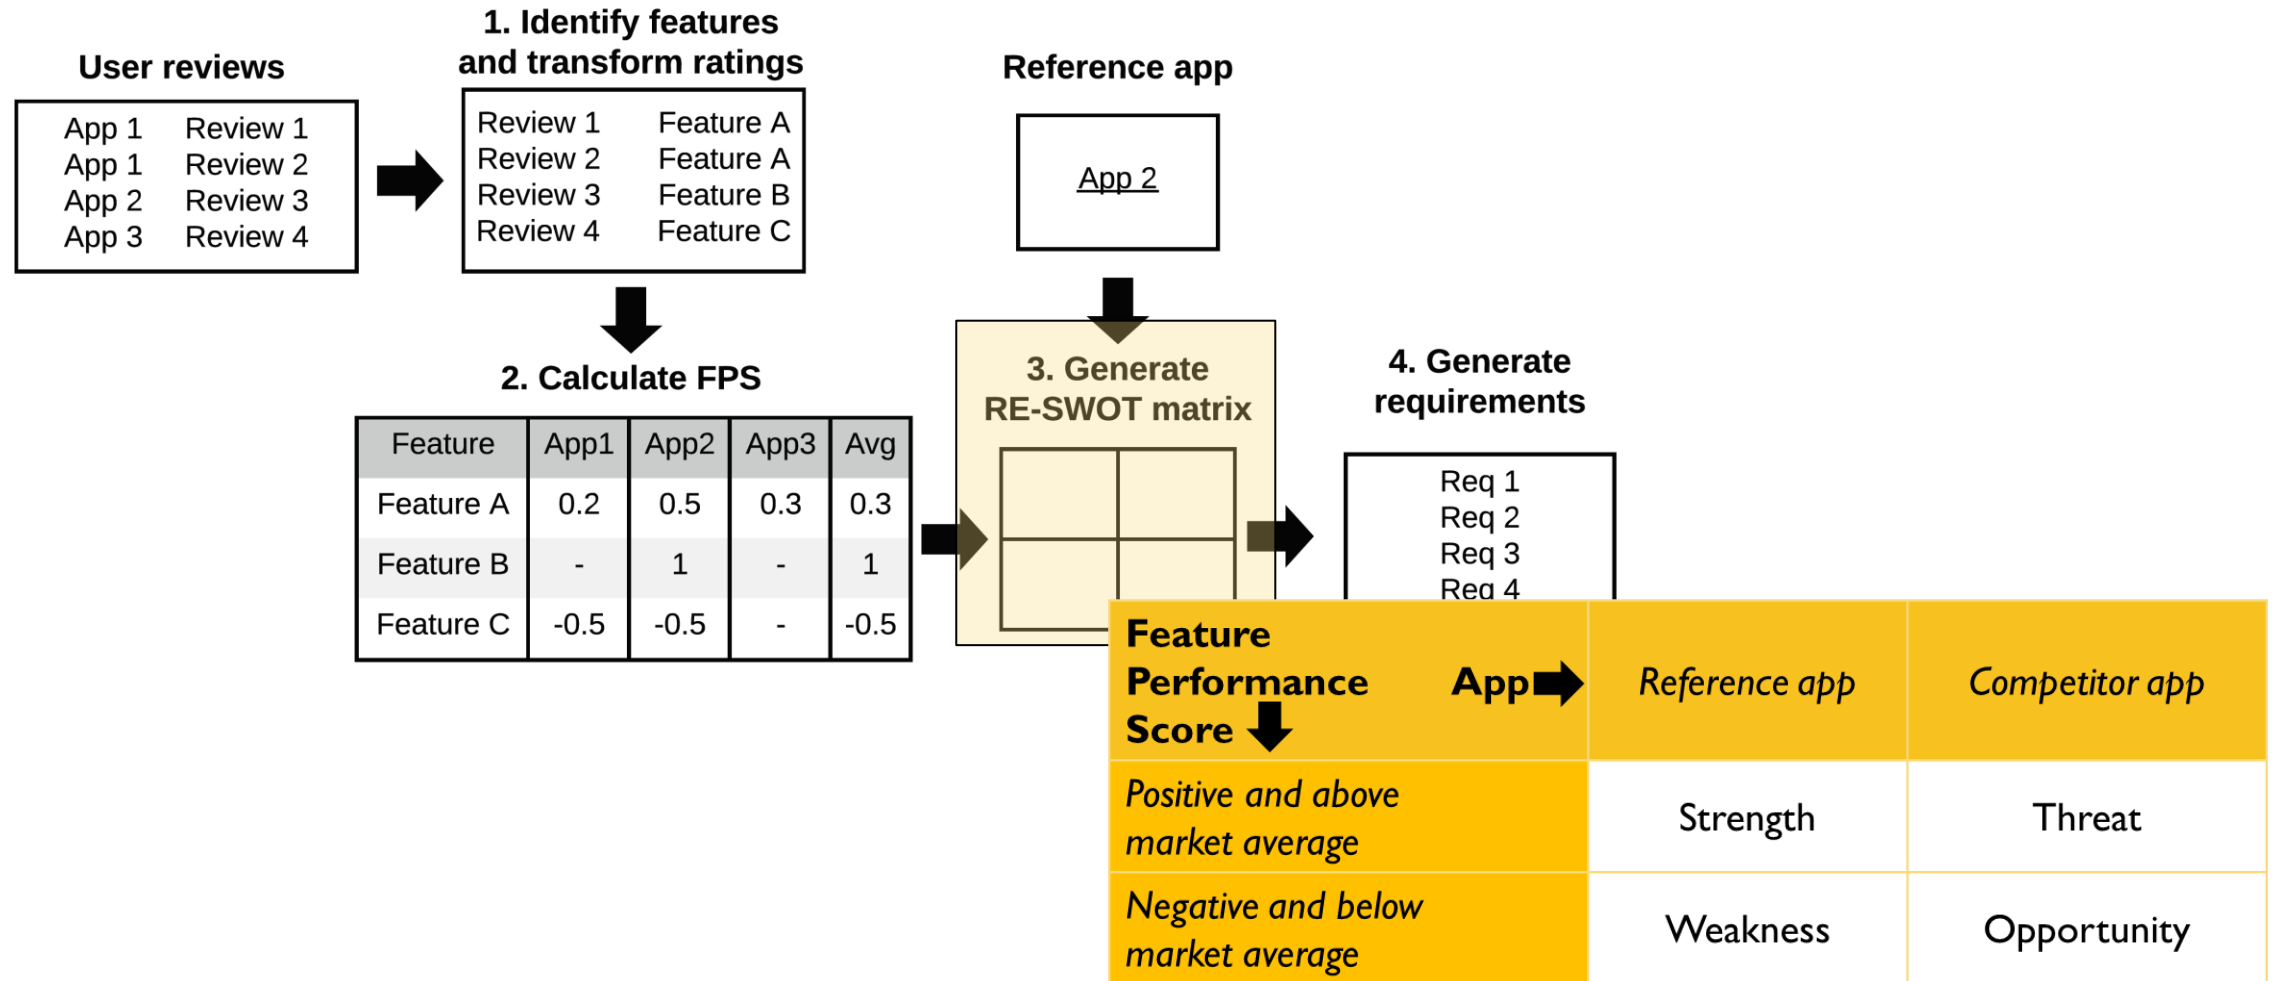 User reviews
App 1 Review 1
App 1 Review 2
App 2 Review 3
App 3 Review 4
1. Identify features
and transform ratings
Review 1 Feature A
Review 2 Feature A
Review 3 Feature B
Review 4 Feature C
Reference app
App 2
2. Calculate FPS
Feature App1 App2 App3 Avg
Feature A 0.2 0.5 0.3 0.3
Feature B - 1 - 1
Feature C -0.5 -0.5 - -0.5
3. Generate
RE-SWOT matrix
4. Generate
requirements
Req 1
Req 2
Req 3
Req 4
Feature
Performance App Reference app Competitor app
Score
Positive and above
market average
Strength Threat
Negative and below
market average
Weakness Opportunity